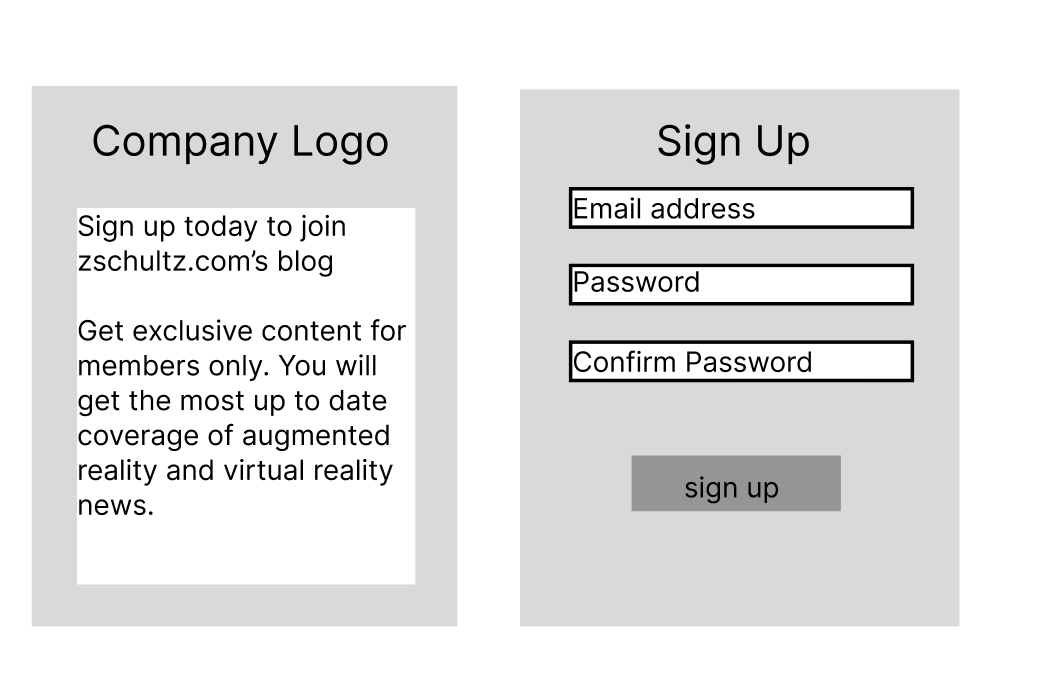 Company Logo
Sign up today to join
zschultz.com’s blog
Get exclusive content for
members only. You will
get the most up to date
coverage of augmented
reality and virtual reality
news.
Sign Up
Email address
Password
Confirm Password
sign up